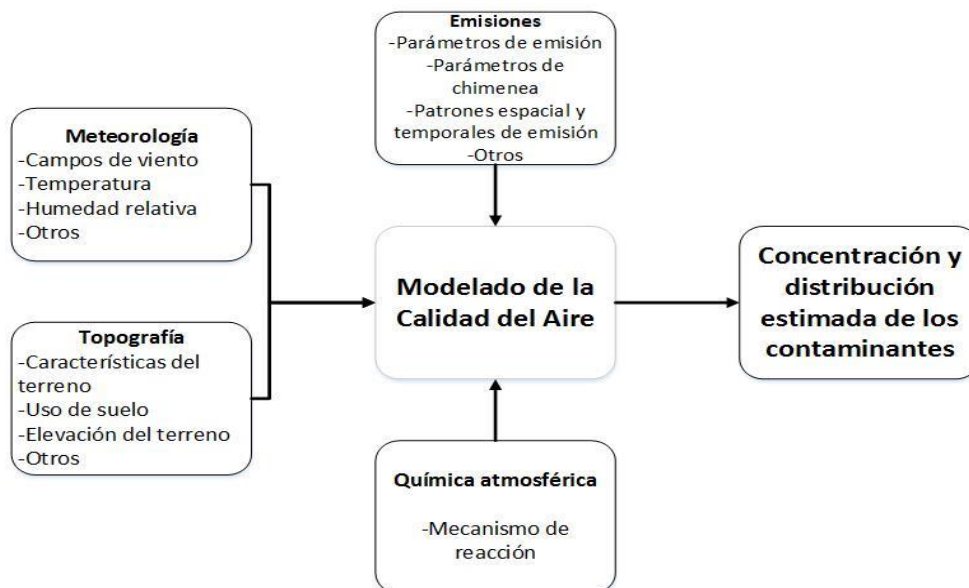 Emisiones
-Parámetros de emisión
-Parámetros de
chimenea
-Patrones espacial y
temporales de emisión
-Otros
Meteorología
-Campos de viento
-Temperatura
-Humedad relativa
-Otros
Modelado de la
Calidad del Aire
Concentración y
distribución
estimada de los
contaminantes
Topografía
-Características del
terreno
-Uso de suelo
-Elevación del terreno
-Otros
Química atmosférica
-Mecanismo de
reacción